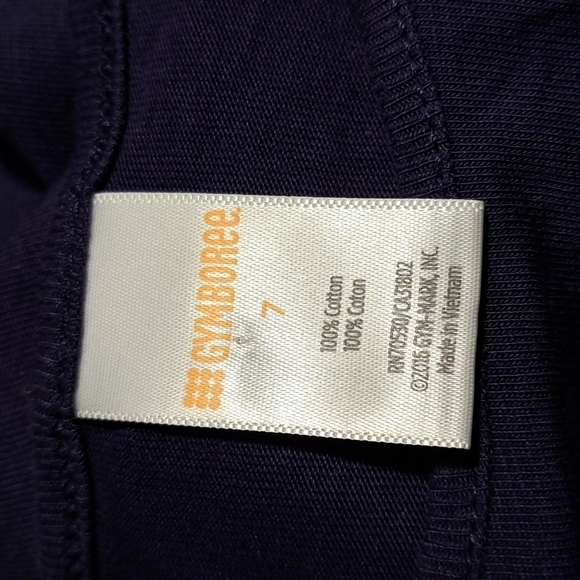 GYMBOREE
7
100% Cotton
100% Coton
RN70530/CA31802
©2016 GYM-MARK, INC.
Made in Vietnam